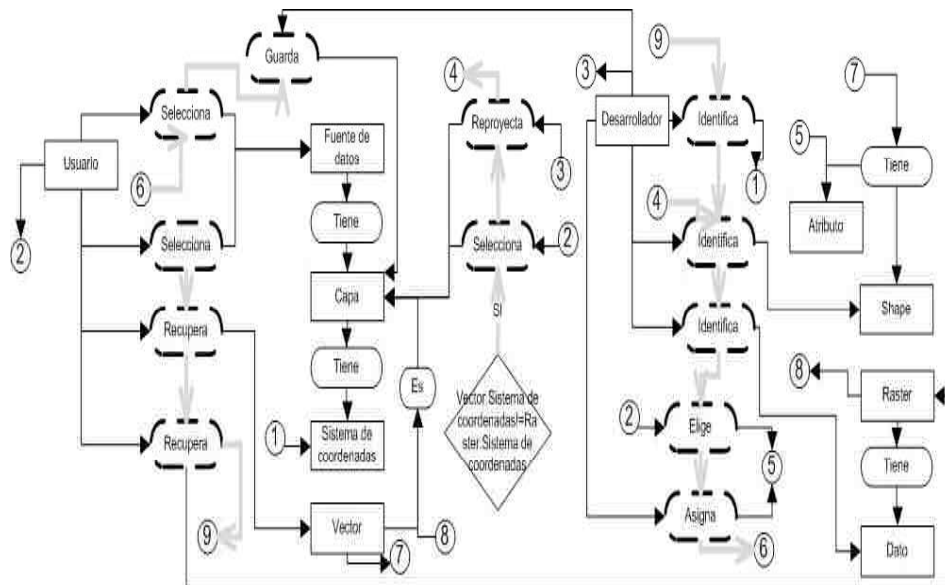 Guarda
9
4
3
7
Selecciona
Reproyecta
Desarrollador
Identifica
Fuente de
datos
Usuario
5
Tiene
6
3
1
2
Tiene
4
Atributo
Selecciona
Selecciona
2
Identifica
Capa
Shape
Recupera
SI
Identifica
Tiene
Es
8
Raster
Vector.Sistema de
coordenadas!=Ra
ster.Sistema de
coordenadas
1
Sistema de
coordenadas
2
Elige
Recupera
Tiene
5
9
Vector
8
Asigna
7
6
Dato